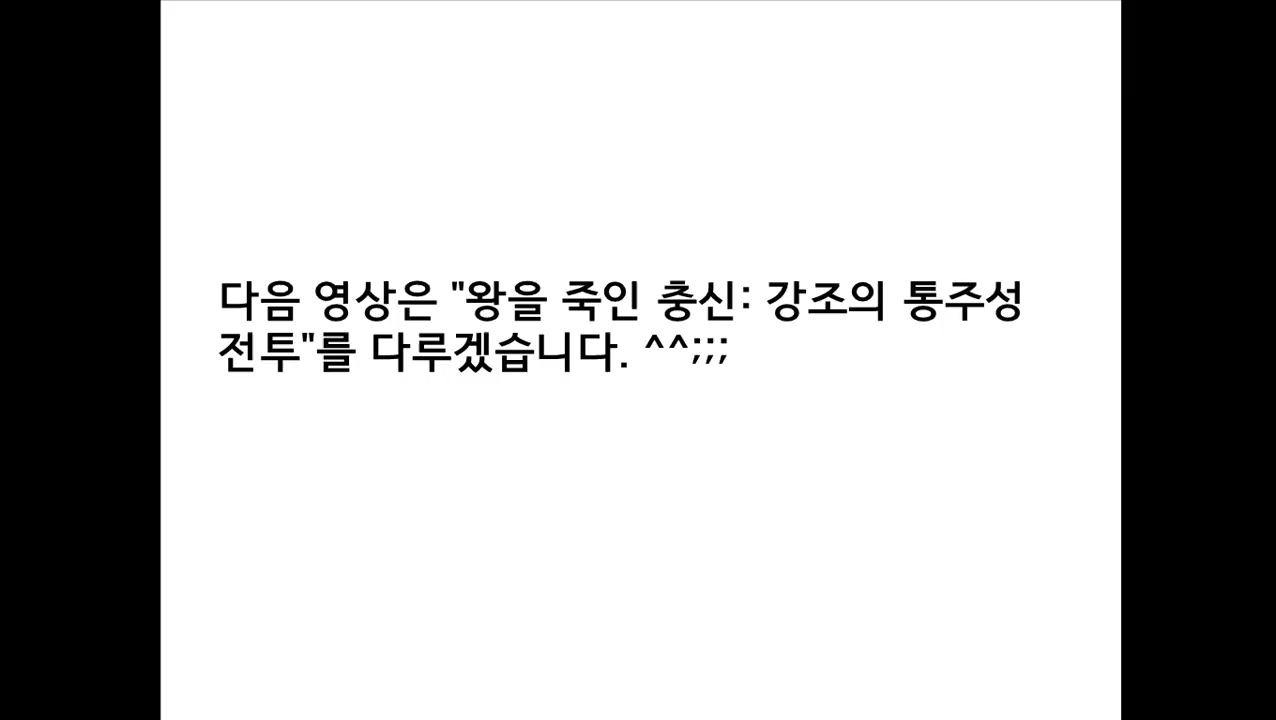 다음 영상은 "왕을 죽인 충신: 강조의 통주성
전투"를 다루겠습니다. ^^;;;